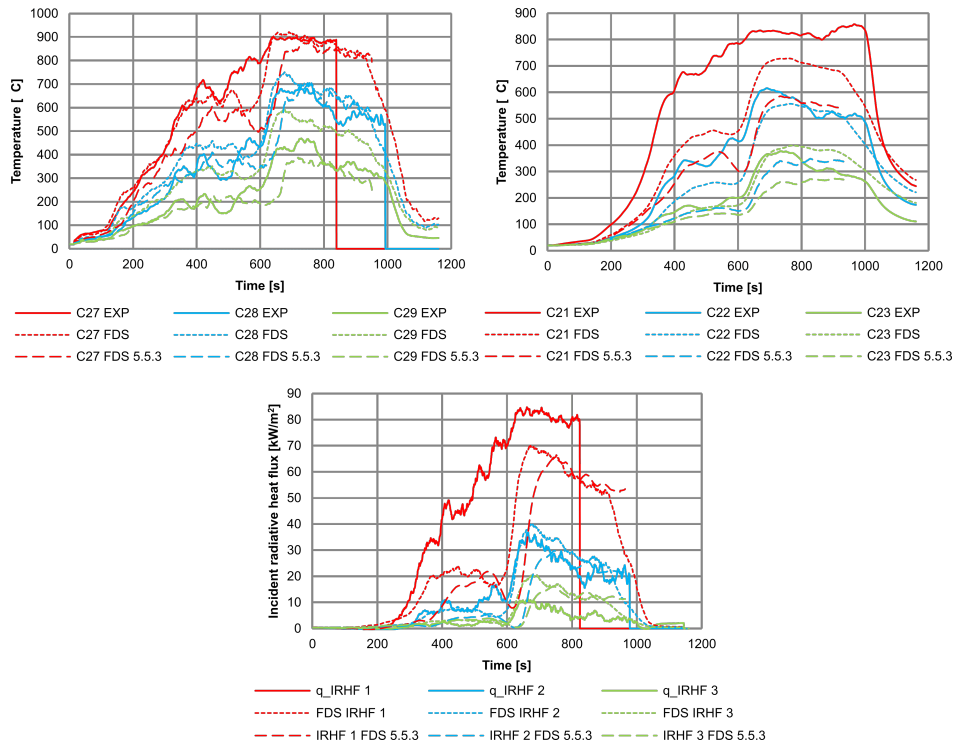 1000
900
800
700
600
500
400
300
200
100
0
Temperature [ C]
0 200 400 600 800 1000 1200
Time [s]
900
800
700
600
500
400
300
200
100
0
Temperature [ C]
0 200 400 600 800 1000 1200
Time [s]
C27 EXP C28 EXP C29 EXP C21 EXP C22 EXP C23 EXP
C27 FDS C28 FDS C29 FDS C21 FDS C22 FDS C23 FDS
C27 FDS 5.5.3 C28 FDS 5.5.3 C29 FDS 5.5.3 C21 FDS 5.5.3 C22 FDS 5.5.3 C23 FDS 5.5.3
90
80
70
60
50
40
30
20
10
0
Incident radiative heat flux [kW/m²]
0 200 400 600 800 1000 1200
Time [s]
q_IRHF 1 q_IRHF 2 q_IRHF 3
FDS IRHF 1 FDS IRHF 2 FDS IRHF 3
IRHF 1 FDS 5.5.3 IRHF 2 FDS 5.5.3 IRHF 3 FDS 5.5.3